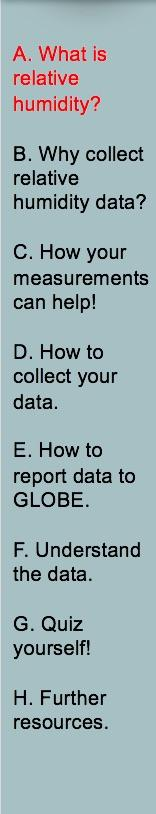 A. What is
relative
humidity?
B. Why collect
relative
humidity data?
C. How your
measurements
can help!
D. How to
collect your
data.
E. How to
report data to
GLOBE.
F. Understand
the data.
G. Quiz
yourself!
H. Further
resources.